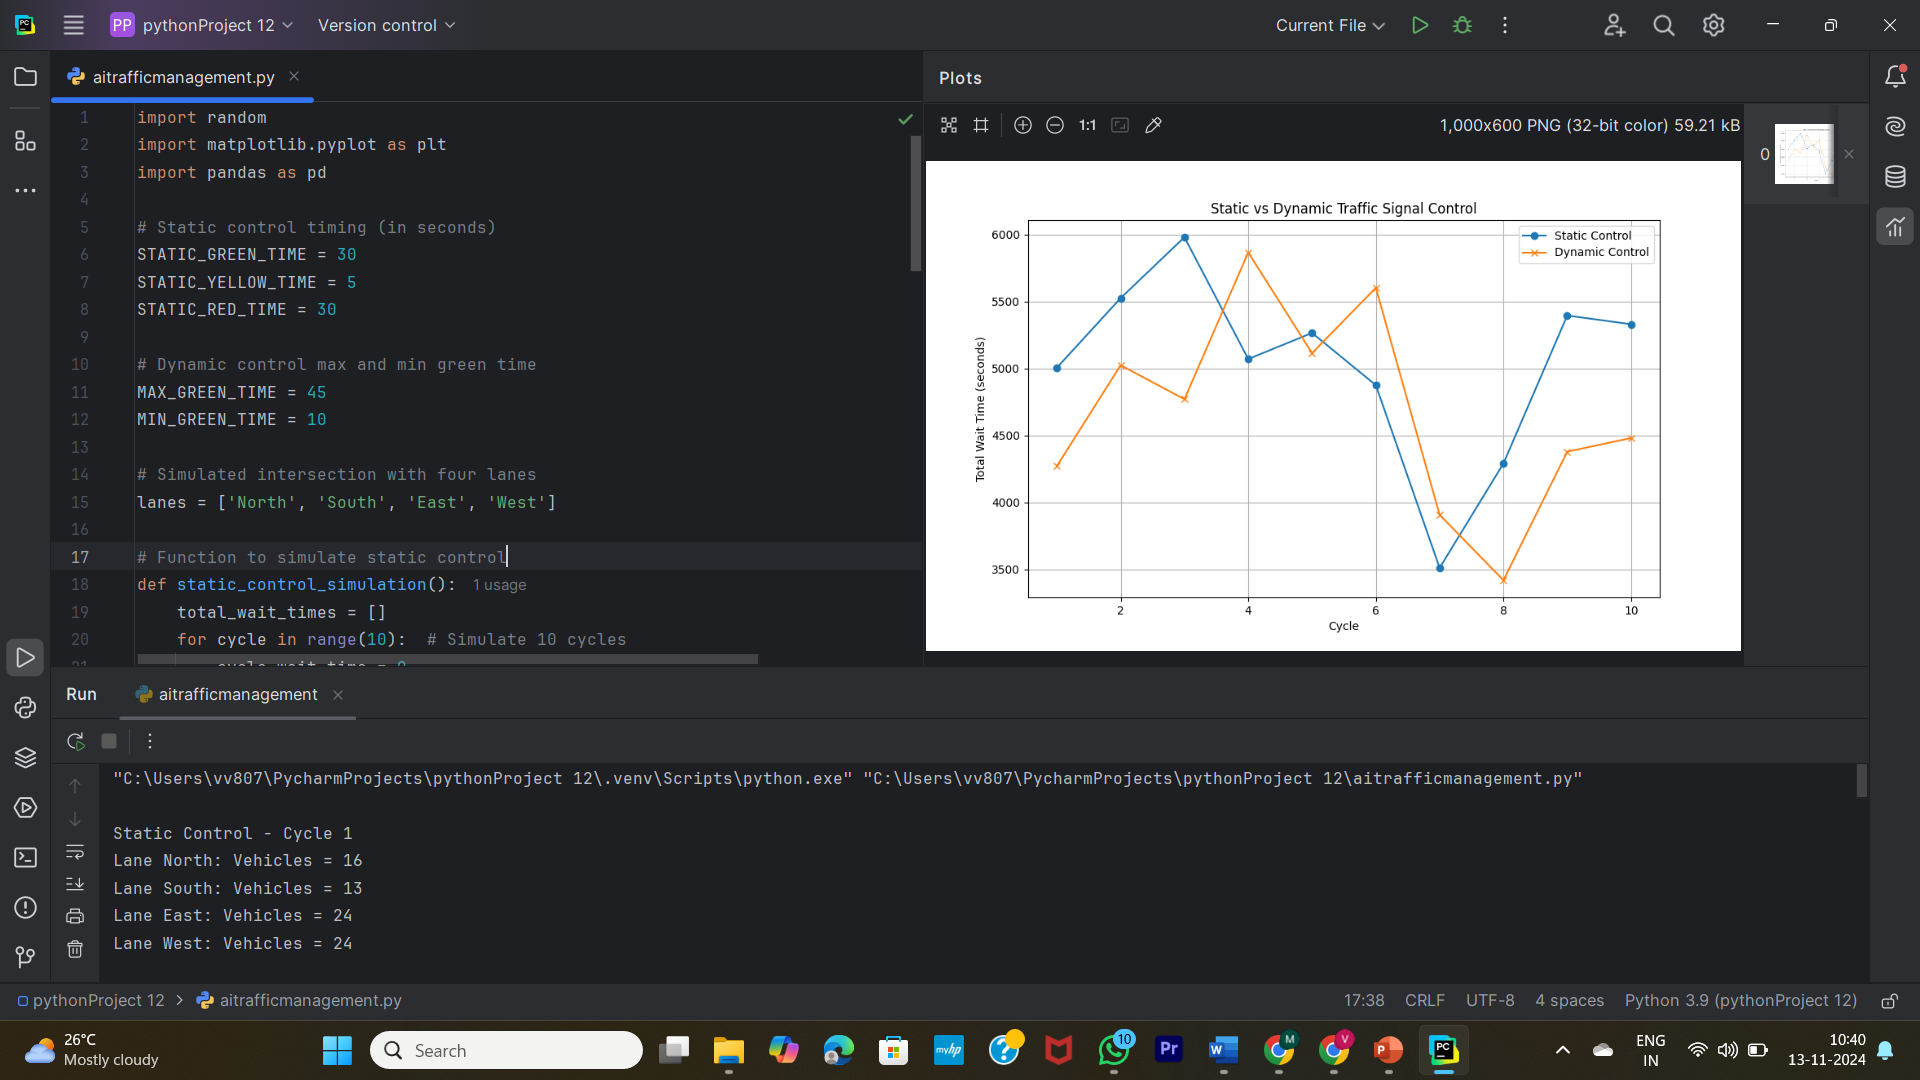 PC
PP pythonProject 12
Version control
Current File
aitrafficmanagement.py
1 import random
2 import matplotlib.pyplot as plt
3 import pandas as pd
4
5 # Static control timing (in seconds)
6 STATIC_GREEN_TIME = 30
7 STATIC_YELLOW_TIME = 5
8 STATIC_RED_TIME = 30
9
10 # Dynamic control max and min green time
11 MAX_GREEN_TIME = 45
12 MIN_GREEN_TIME = 10
13
14 # Simulated intersection with four lanes
15 lanes = ['North', 'South', 'East', 'West']
16
17 # Function to simulate static control
18 def static_control_simulation(): 1 usage
19 total_wait_times = []
20 for cycle in range(10): # Simulate 10 cycles
21 cycle_wait_time = 0
Plots
1:1
1,000x600 PNG (32-bit color) 59.21 kB
0
Static vs Dynamic Traffic Signal Control
Static Control
Dynamic Control
6000
5500
5000
4500
4000
3500
Total Wait Time (seconds)
2 4 6 8 10
Cycle
Run
aitrafficmanagement
"C:\Users\vv807\PycharmProjects\pythonProject 12\.venv\Scripts\python.exe" "C:\Users\vv807\PycharmProjects\pythonProject 12\aitrafficmanagement.py"
Static Control - Cycle 1
Lane North: Vehicles = 16
Lane South: Vehicles = 13
Lane East: Vehicles = 24
Lane West: Vehicles = 24
pythonProject 12 > aitrafficmanagement.py
17:38 CRLF UTF-8 4 spaces Python 3.9 (pythonProject 12)
26°C
Mostly cloudy
Search
myhp
10
Pr
W
M
V
P
PC
ENG
IN
10:40
13-11-2024